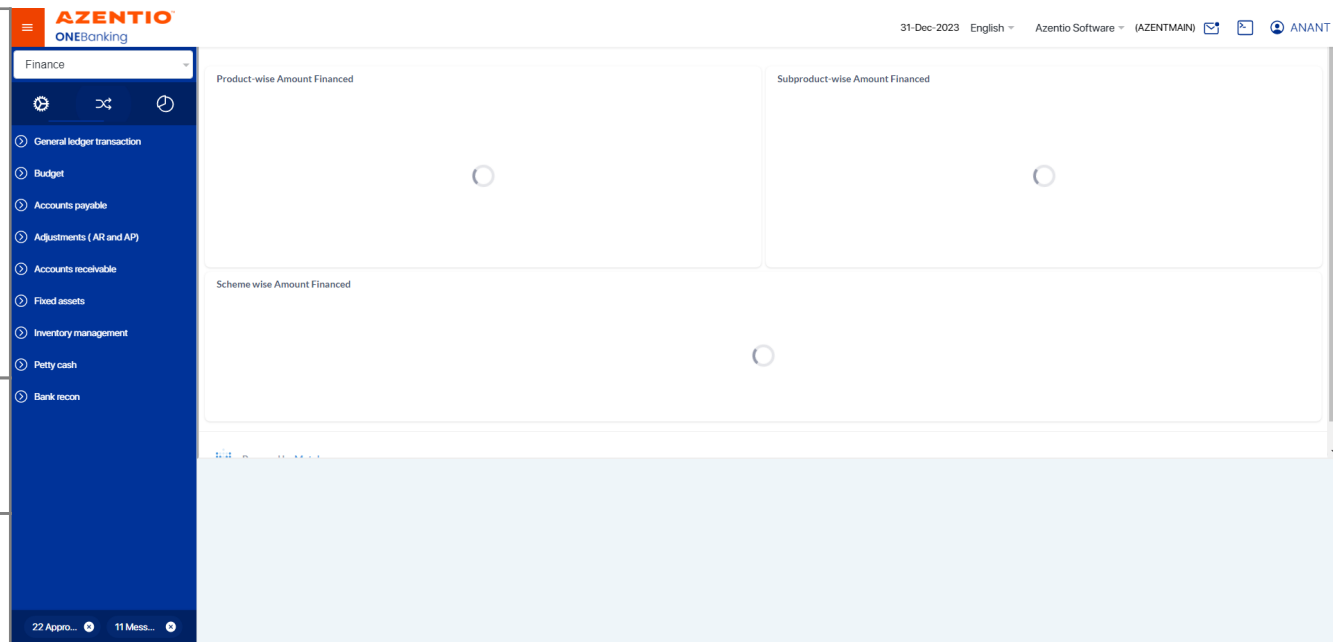 AZENTIO
ONEBanking
31-Dec-2023 English Azentio Software (AZENTMAIN) ANANT
Finance
Product-wise Amount Financed
Subproduct-wise Amount Financed
General ledger transaction
Budget
Accounts payable
Adjustments ( AR and AP)
Accounts receivable
Scheme wise Amount Financed
Fixed assets
Inventory management
Petty cash
Bank recon
22 Appro... 11 Mess...